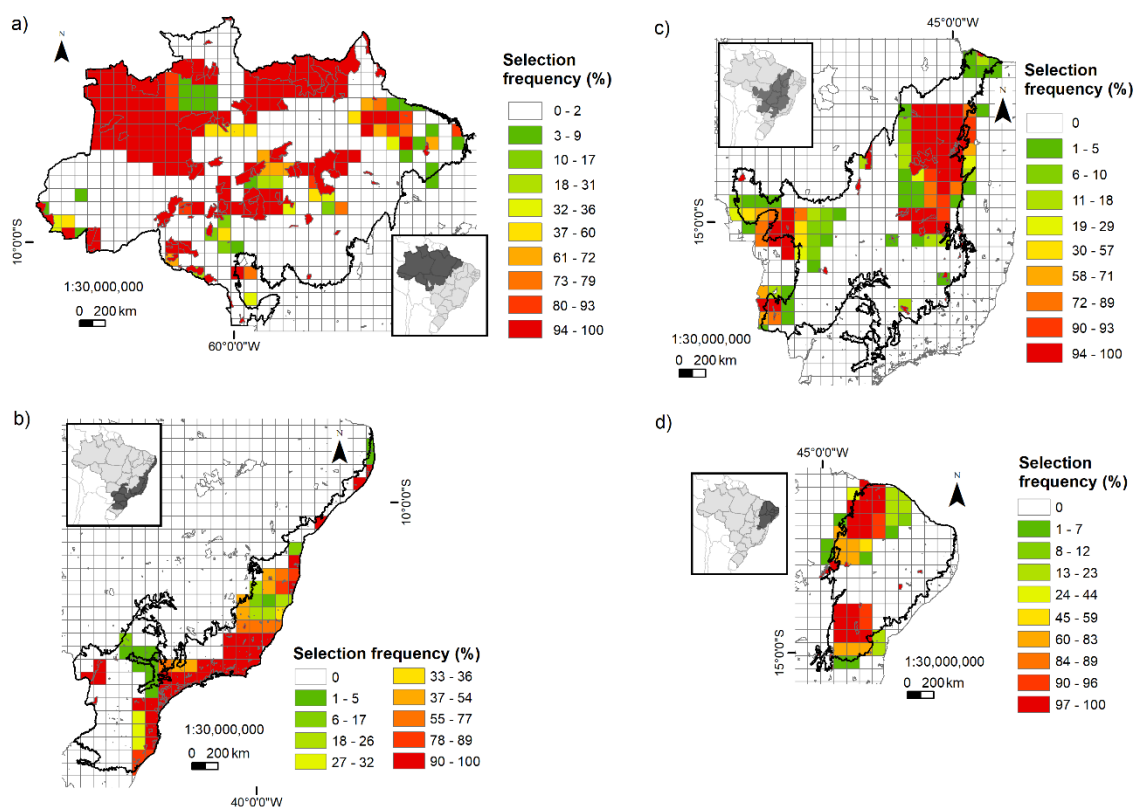 a)
N
Selection
frequency (%)
0 - 2
3 - 9
10 - 17
18 - 31
32 - 36
37 - 60
61 - 72
73 - 79
80 - 93
94 - 100
10°0'0"S
1:30,000,000
0 200 km
60°0'0"W
c)
45°0'0"W
N
Selection
frequency (%)
0
1 - 5
6 - 10
11 - 18
19 - 29
30 - 57
58 - 71
72 - 89
90 - 93
94 - 100
15°0'0"S
1:30,000,000
0 200 km
b)
N
10°0'0"S
Selection frequency (%)
0
1 - 5
6 - 17
18 - 26
27 - 32
33 - 36
37 - 54
55 - 77
78 - 89
90 - 100
1:30,000,000
0 200 km
40°0'0"W
d)
45°0'0"W
N
Selection
frequency (%)
0
1 - 7
8 - 12
13 - 23
24 - 44
45 - 59
60 - 83
84 - 89
90 - 96
97 - 100
15°0'0"S
1:30,000,000
0 200 km